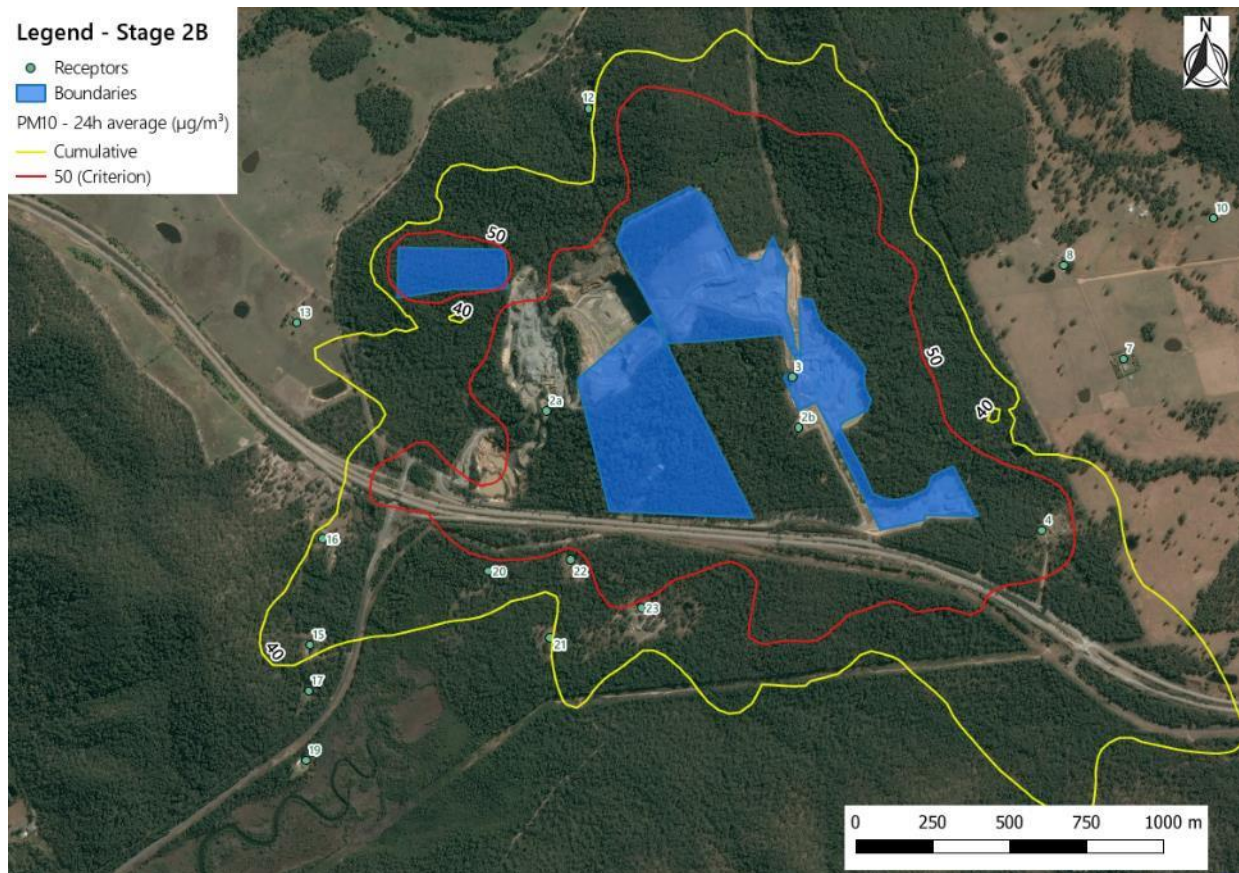 Legend - Stage 2B
Receptors
Boundaries
PM10 - 24h average (µg/m³)
Cumulative
50 (Criterion)
N
12
10
50
8
40
13
7
50
3
2a
40
2b
4
16
22
20
23
21
15
40
17
19
0 250 500 750 1000 m